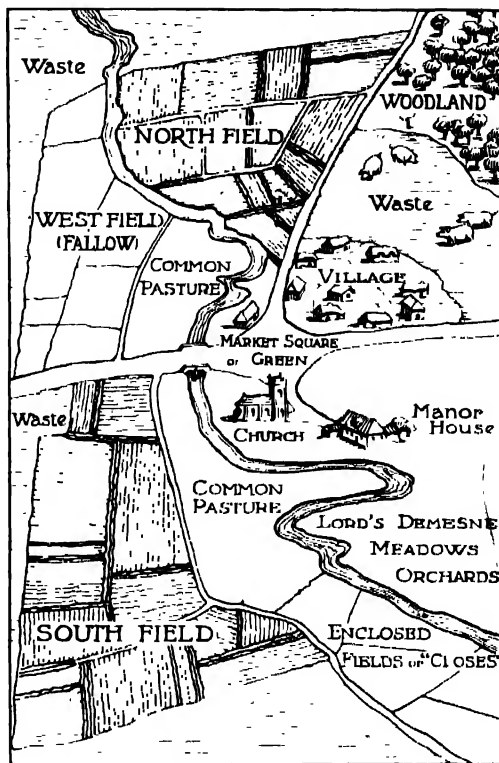 Waste
WOODLAND
NORTH FIELD
Waste
WEST FIELD
(FALLOW)
COMMON
PASTURE
VILLAGE
MARKET SQUARE
or GREEN
Waste
CHURCH
MANOR
HOUSE
COMMON
PASTURE
LORD'S DEMESNE
MEADOWS
ORCHARDS
SOUTH FIELD
ENCLOSED
FIELDS or "CLOSES"